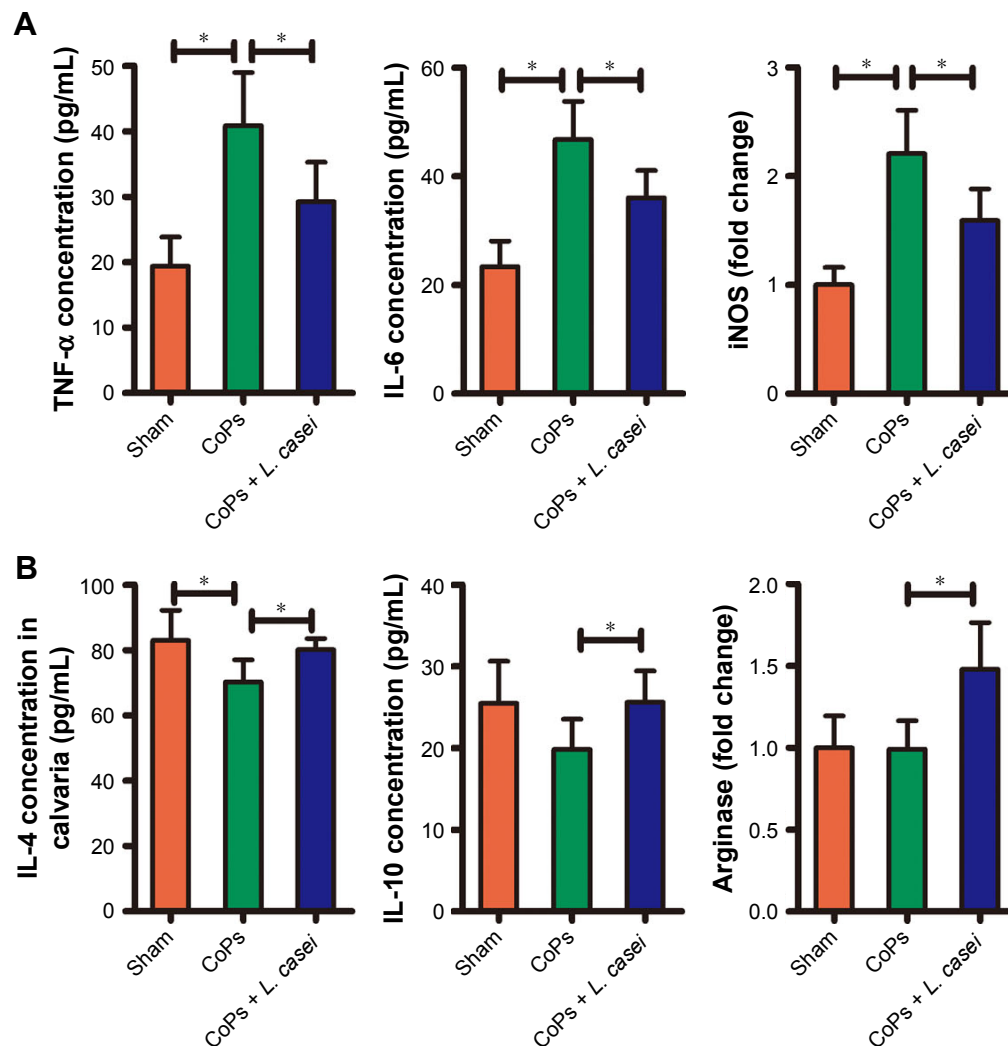 A
TNF-α concentration (pg/mL)
50
40
30
20
10
0
*
*
Sham
CoPs
CoPs + L. casei
IL-6 concentration (pg/mL)
60
40
20
0
*
*
Sham
CoPs
CoPs + L. casei
iNOS (fold change)
3
2
1
0
*
*
Sham
CoPs
CoPs + L. casei
B
IL-4 concentration in
calvaria (pg/mL)
100
80
60
40
20
0
*
*
Sham
CoPs
CoPs + L. casei
IL-10 concentration (pg/mL)
40
30
20
10
0
*
Sham
CoPs
CoPs + L. casei
Arginase (fold change)
2.0
1.5
1.0
0.5
0.0
*
Sham
CoPs
CoPs + L. casei